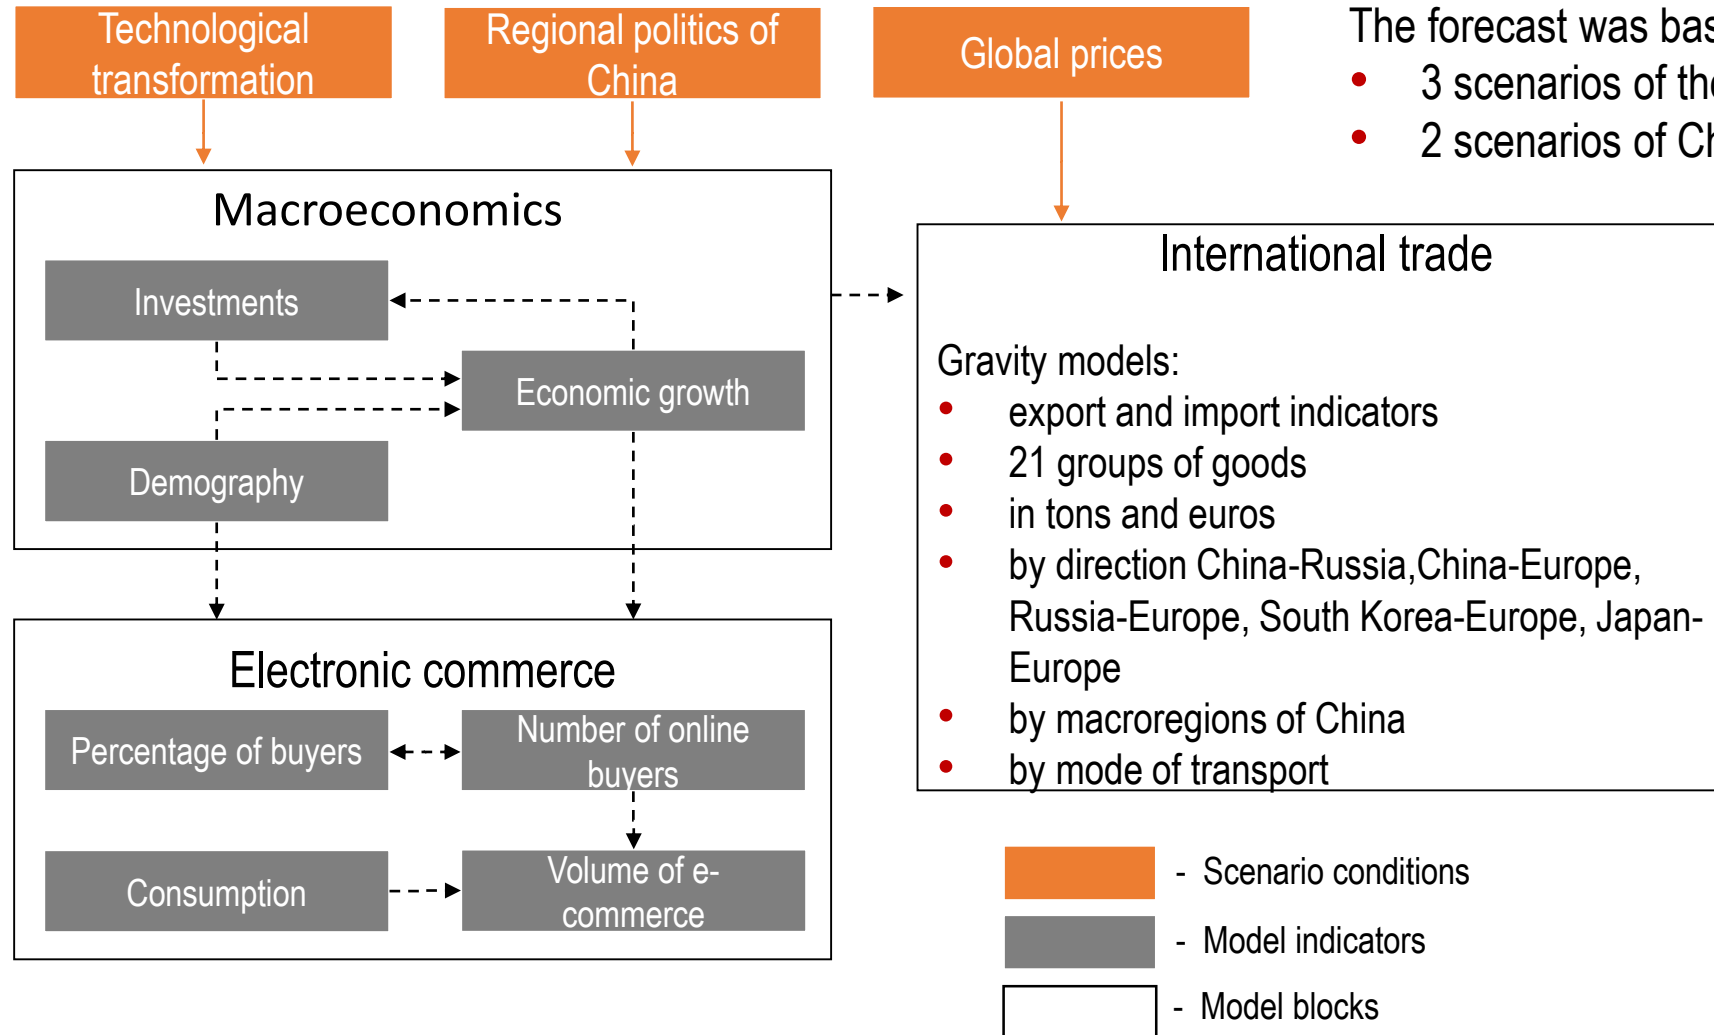 Technological
transformation
Regional politics of
China
Global prices
The forecast was
3 scenarios of
2 scenarios of
Macroeconomics
Investments
Economic growth
Demography
International trade
Gravity models:
export and import indicators
21 groups of goods
in tons and euros
by direction China-Russia,China-Europe,
Russia-Europe, South Korea-Europe, Japan-
Europe
by macroregions of China
by mode of transport
Electronic commerce
Percentage of buyers
Number of online
buyers
Consumption
Volume of e-
commerce
- Scenario conditions
- Model indicators
- Model blocks